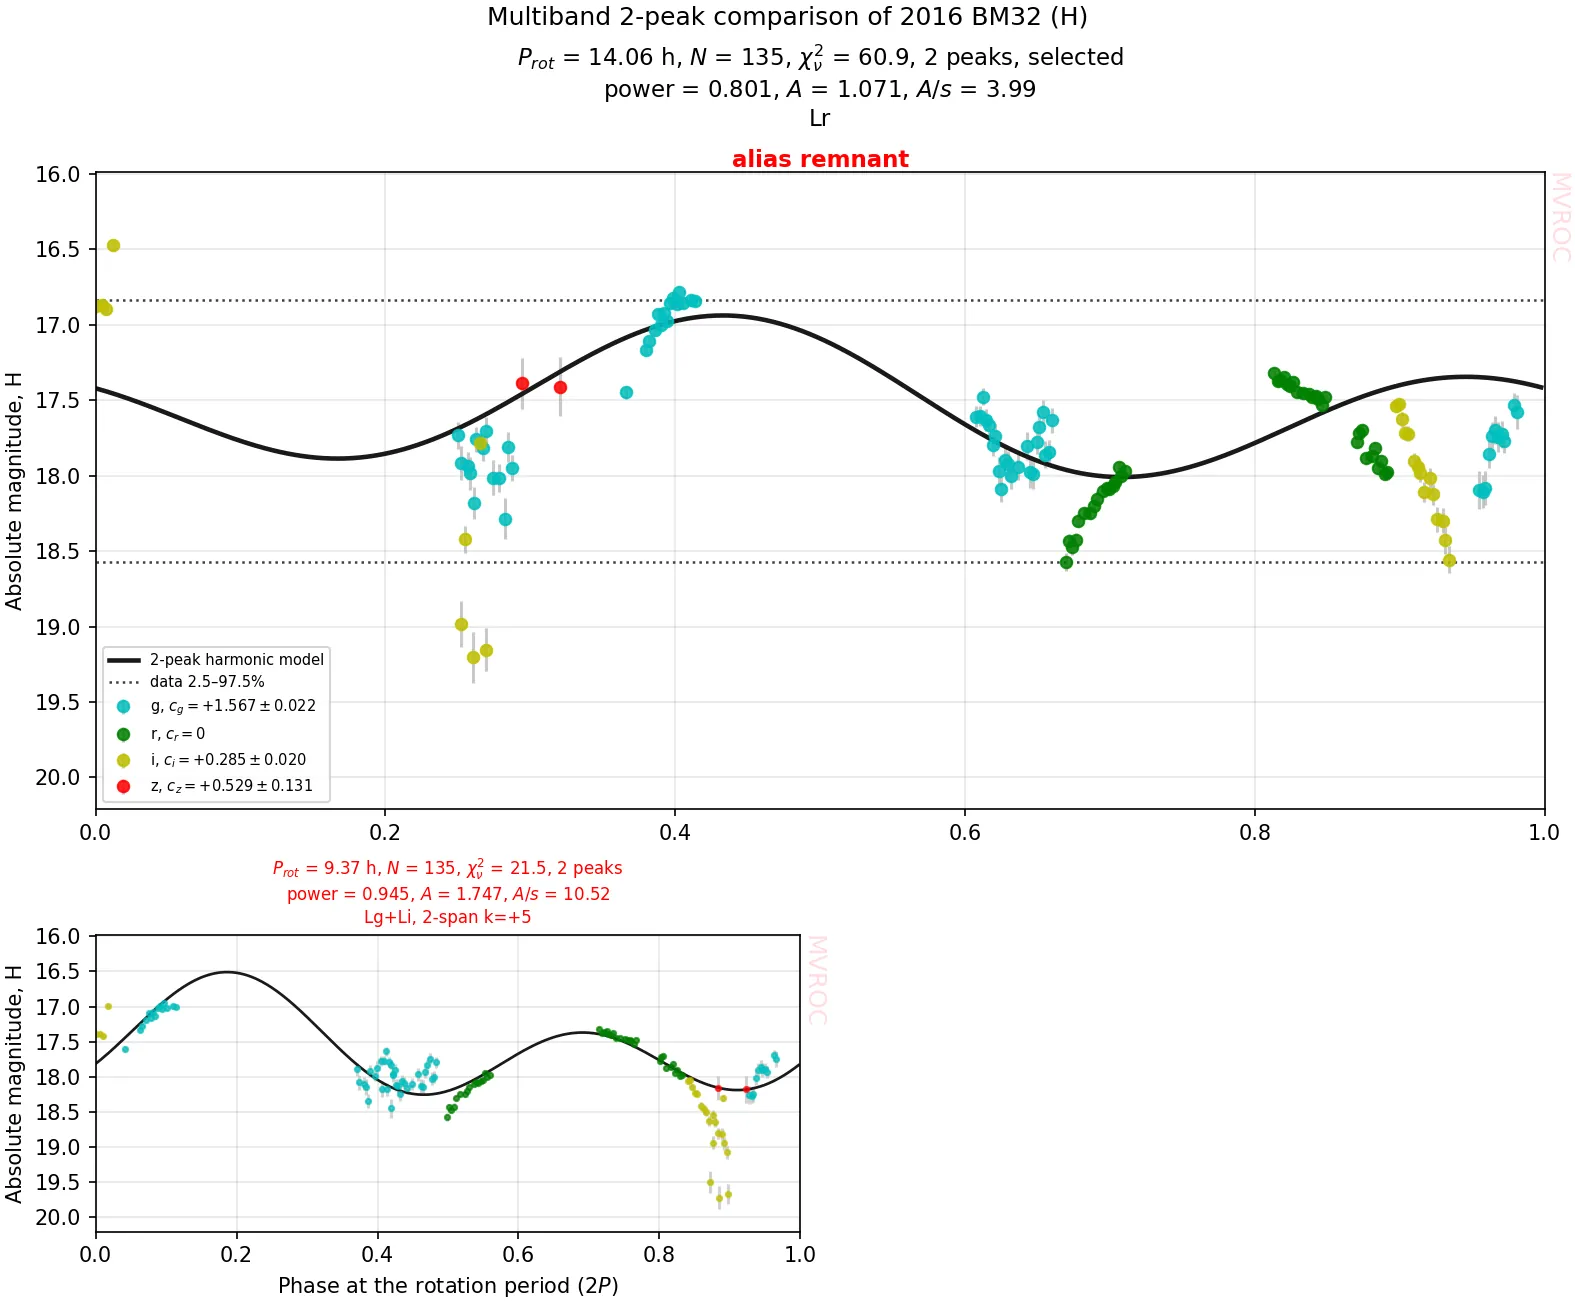 Multiband 2-peak comparison of 2016 BM32 (H)
P_rot = 14.06 h, N = 135, χ²_ν = 60.9, 2 peaks, selected
power = 0.801, A = 1.071, A/s = 3.99
Lr
alias remnant
MVROC
Absolute magnitude, H
16.0
16.5
17.0
17.5
18.0
18.5
19.0
19.5
20.0
2-peak harmonic model
data 2.5–97.5%
g, c_g = +1.567 ± 0.022
r, c_r = 0
i, c_i = +0.285 ± 0.020
z, c_z = +0.529 ± 0.131
0.0 0.2 0.4 0.6 0.8 1.0
P_rot = 9.37 h, N = 135, χ²_ν = 21.5, 2 peaks
power = 0.945, A = 1.747, A/s = 10.52
Lg+Li, 2-span k=+5
MVROC
Absolute magnitude, H
16.0
16.5
17.0
17.5
18.0
18.5
19.0
19.5
20.0
0.0 0.2 0.4 0.6 0.8 1.0
Phase at the rotation period (2P)